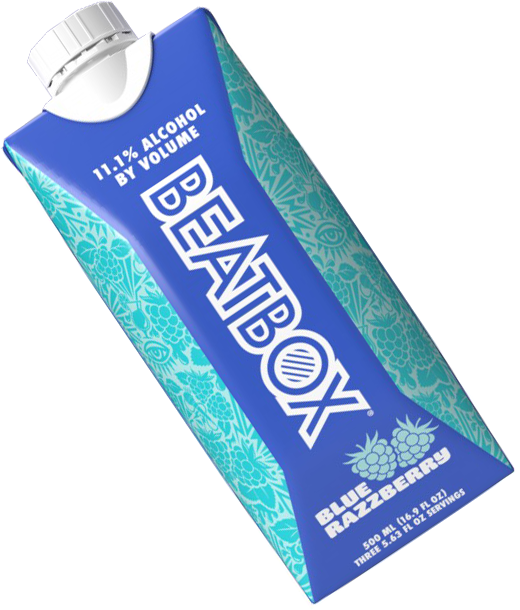 11.1% ALCOHOL
BY VOLUME
BEATBOX®
BLUE
RAZZBERRY
500 ML (16.9 FL OZ)
THREE 5.63 FL OZ SERVINGS